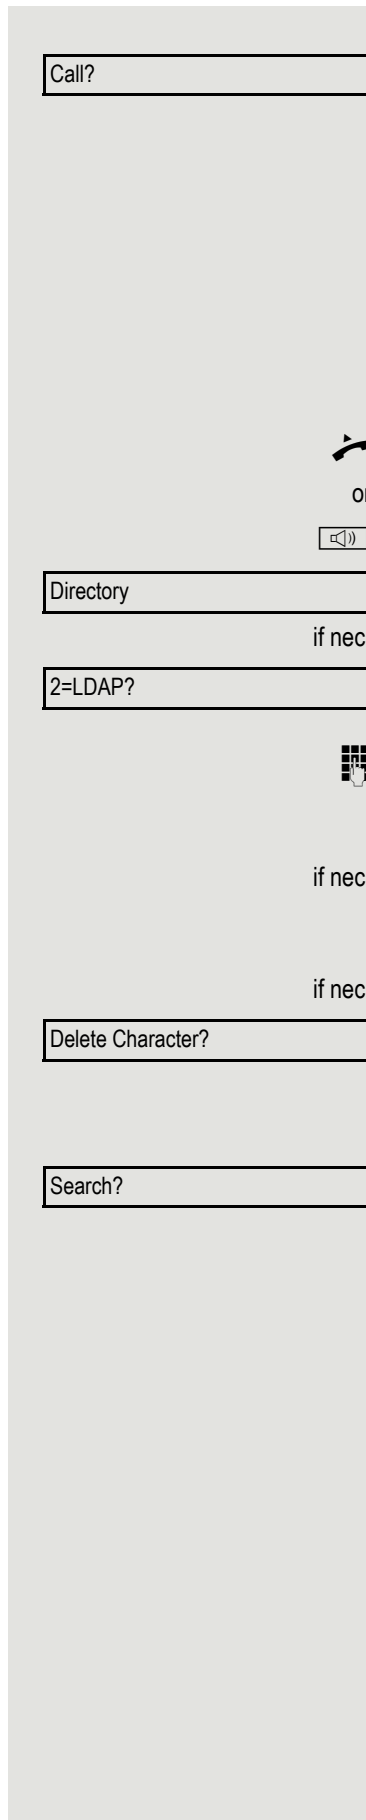 Call?
or
Directory
if nec
2=LDAP?
if nec
if nec
Delete Character?
Search?